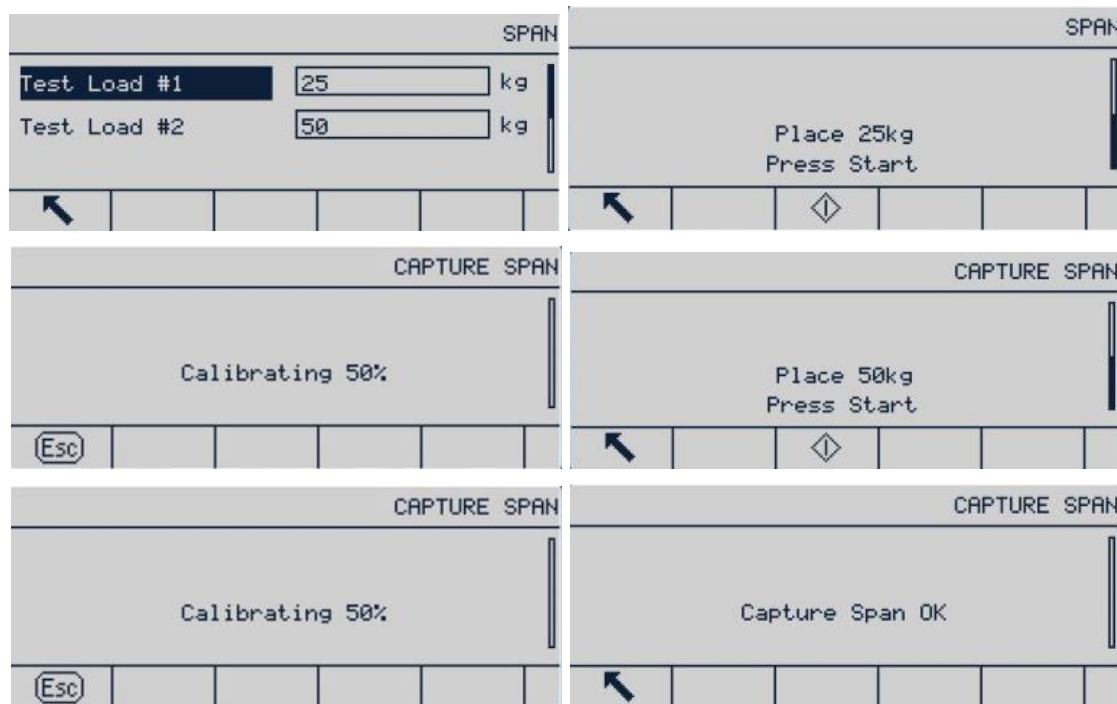 SPAN
Test Load #1 25 kg
Test Load #2 50 kg
SPAN
Place 25kg
Press Start
CAPTURE SPAN
Calibrating 50%
Esc
CAPTURE SPAN
Place 50kg
Press Start
CAPTURE SPAN
Calibrating 50%
Esc
CAPTURE SPAN
Capture Span OK